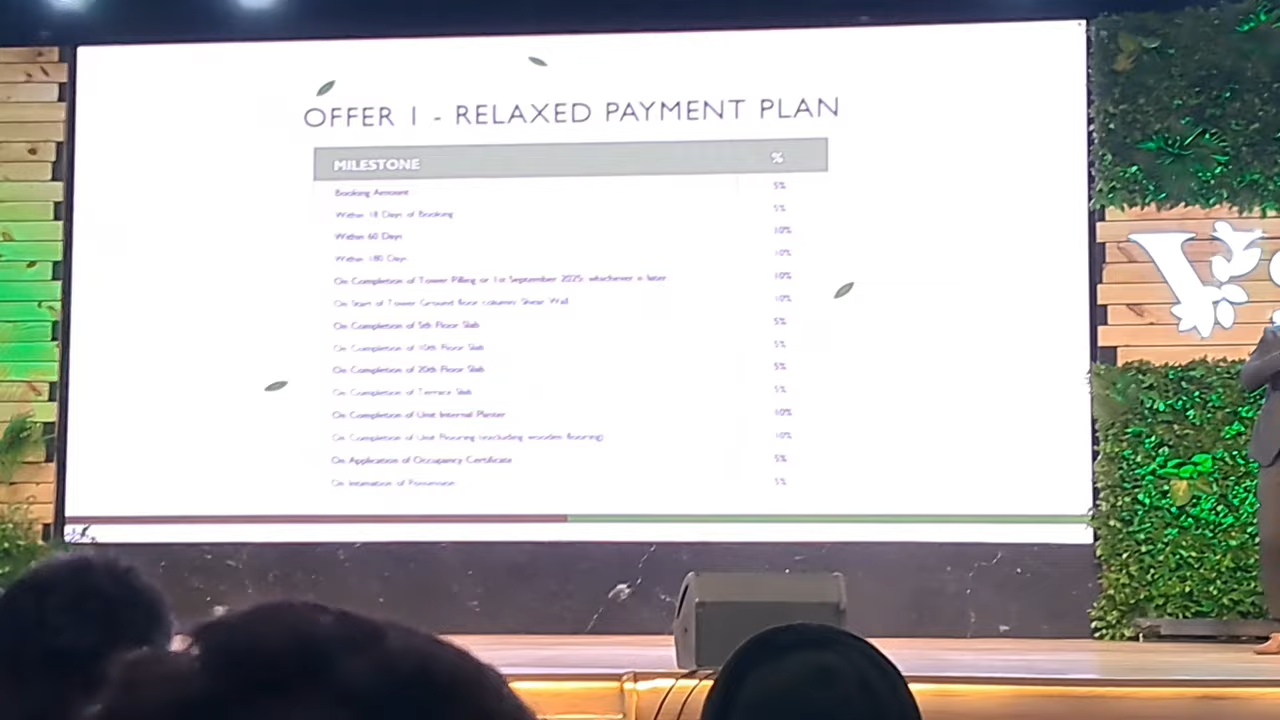 OFFER 1 - RELAXED PAYMENT PLAN
MILESTONE %
Booking Amount 5%
Within 18 Days of Booking 5%
Within 60 Days 10%
Within 180 Days 10%
On Completion of Tower Pilling or 1st September 2025; whichever is later 10%
On Start of Tower Ground floor column/ Shear Wall 10%
On Completion of 5th Floor Slab 5%
On Completion of 10th Floor Slab 5%
On Completion of 20th Floor Slab 5%
On Completion of Terrace Slab 5%
On Completion of Unit Internal Plaster 10%
On Completion of Unit Flooring (excluding wooden flooring) 10%
On Application of Occupancy Certificate 5%
On Intimation of Possession 5%